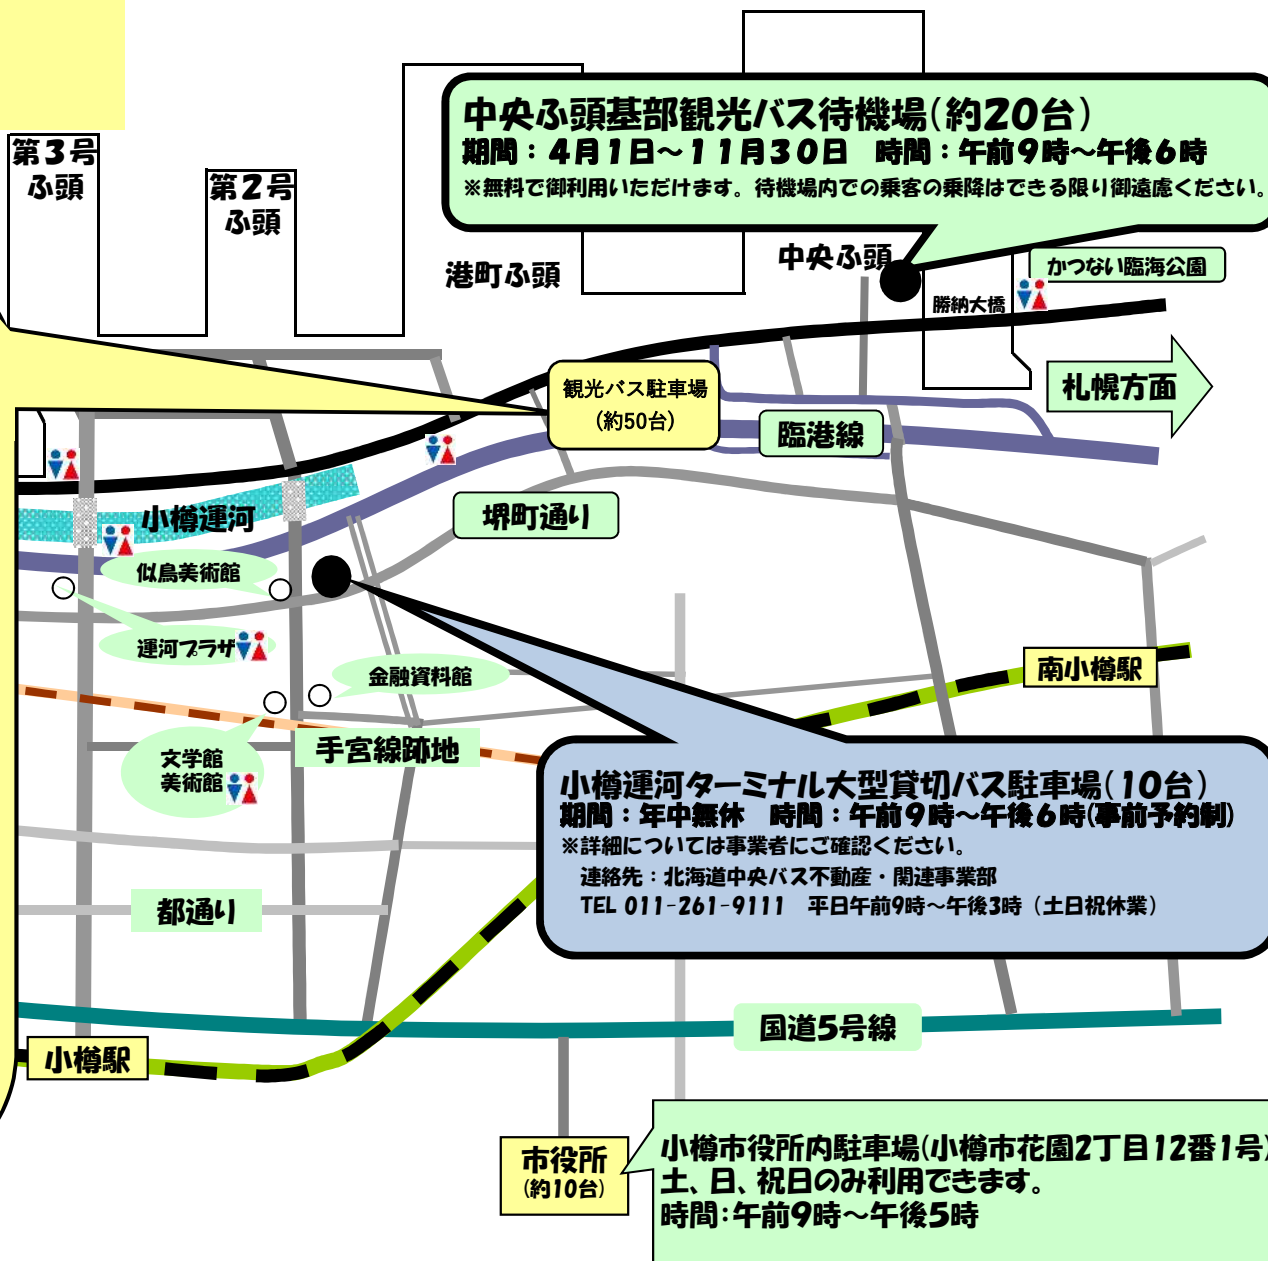 中央ふ頭基部観光バス待機場(約20台)
期間：4月1日～11月30日　時間：午前9時～午後6時
※無料で御利用いただけます。待機場内での乗客の乗降はできる限り御遠慮ください。
第3号
ふ頭
第2号
ふ頭
港町ふ頭
中央ふ頭
かつない臨海公園
勝納大橋
札幌方面
観光バス駐車場
(約50台)
臨港線
堺町通り
小樽運河
似鳥美術館
運河プラザ
金融資料館
南小樽駅
手宮線跡地
文学館
美術館
小樽運河ターミナル大型貸切バス駐車場(10台)
期間：年中無休　時間：午前9時～午後6時(事前予約制)
※詳細については事業者にご確認ください。
連絡先：北海道中央バス不動産・関連事業部
TEL 011-261-9111　平日午前9時～午後3時（土日祝休業）
都通り
国道5号線
小樽駅
市役所
(約10台)
小樽市役所内駐車場(小樽市花園2丁目12番1号)
土、日、祝日のみ利用できます。
時間:午前9時～午後5時